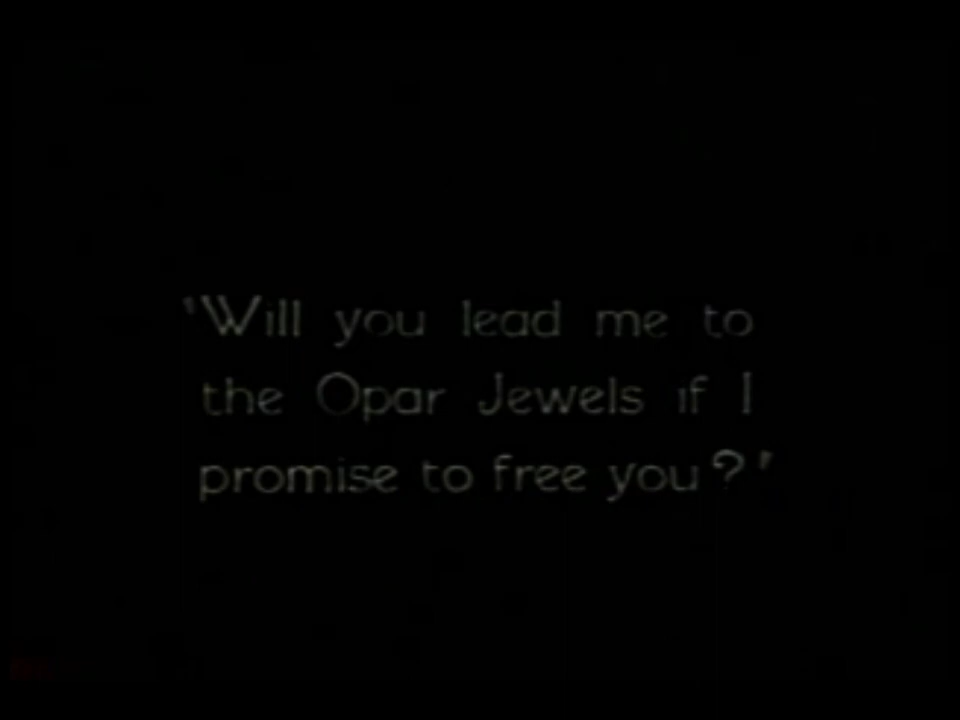 "Will you lead me to
the Opar Jewels if I
promise to free you?"